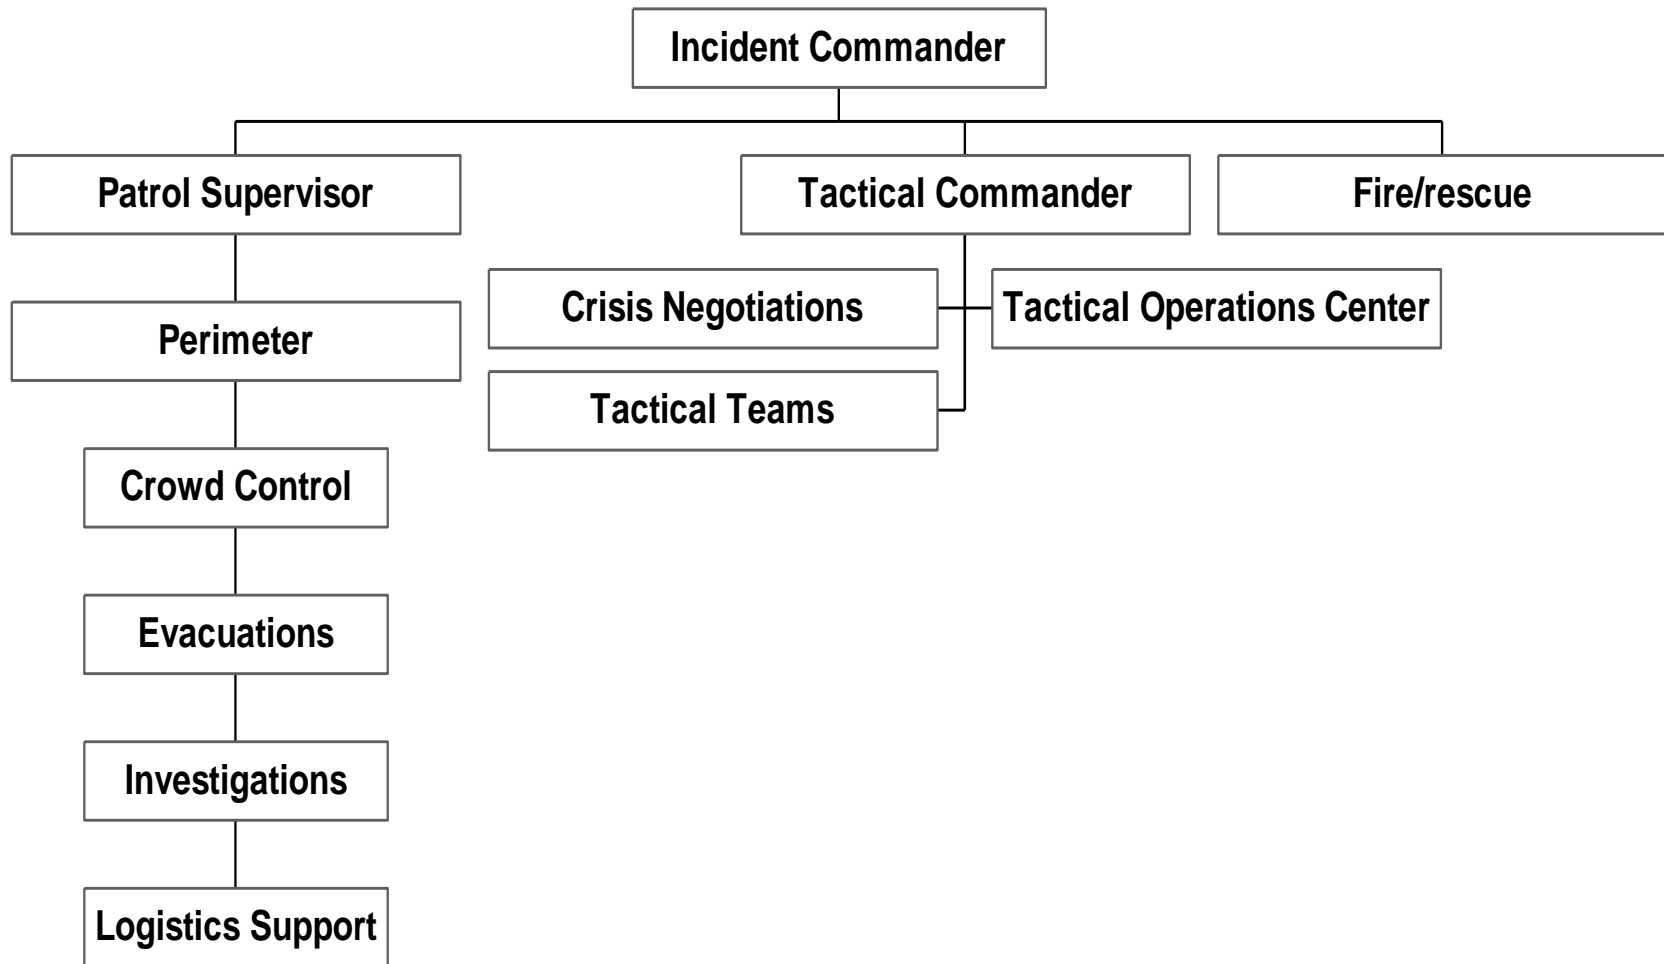 Incident Commander
Patrol Supervisor
Tactical Commander
Fire/rescue
Crisis Negotiations
Tactical Operations Center
Perimeter
Tactical Teams
Crowd Control
Evacuations
Investigations
Logistics Support